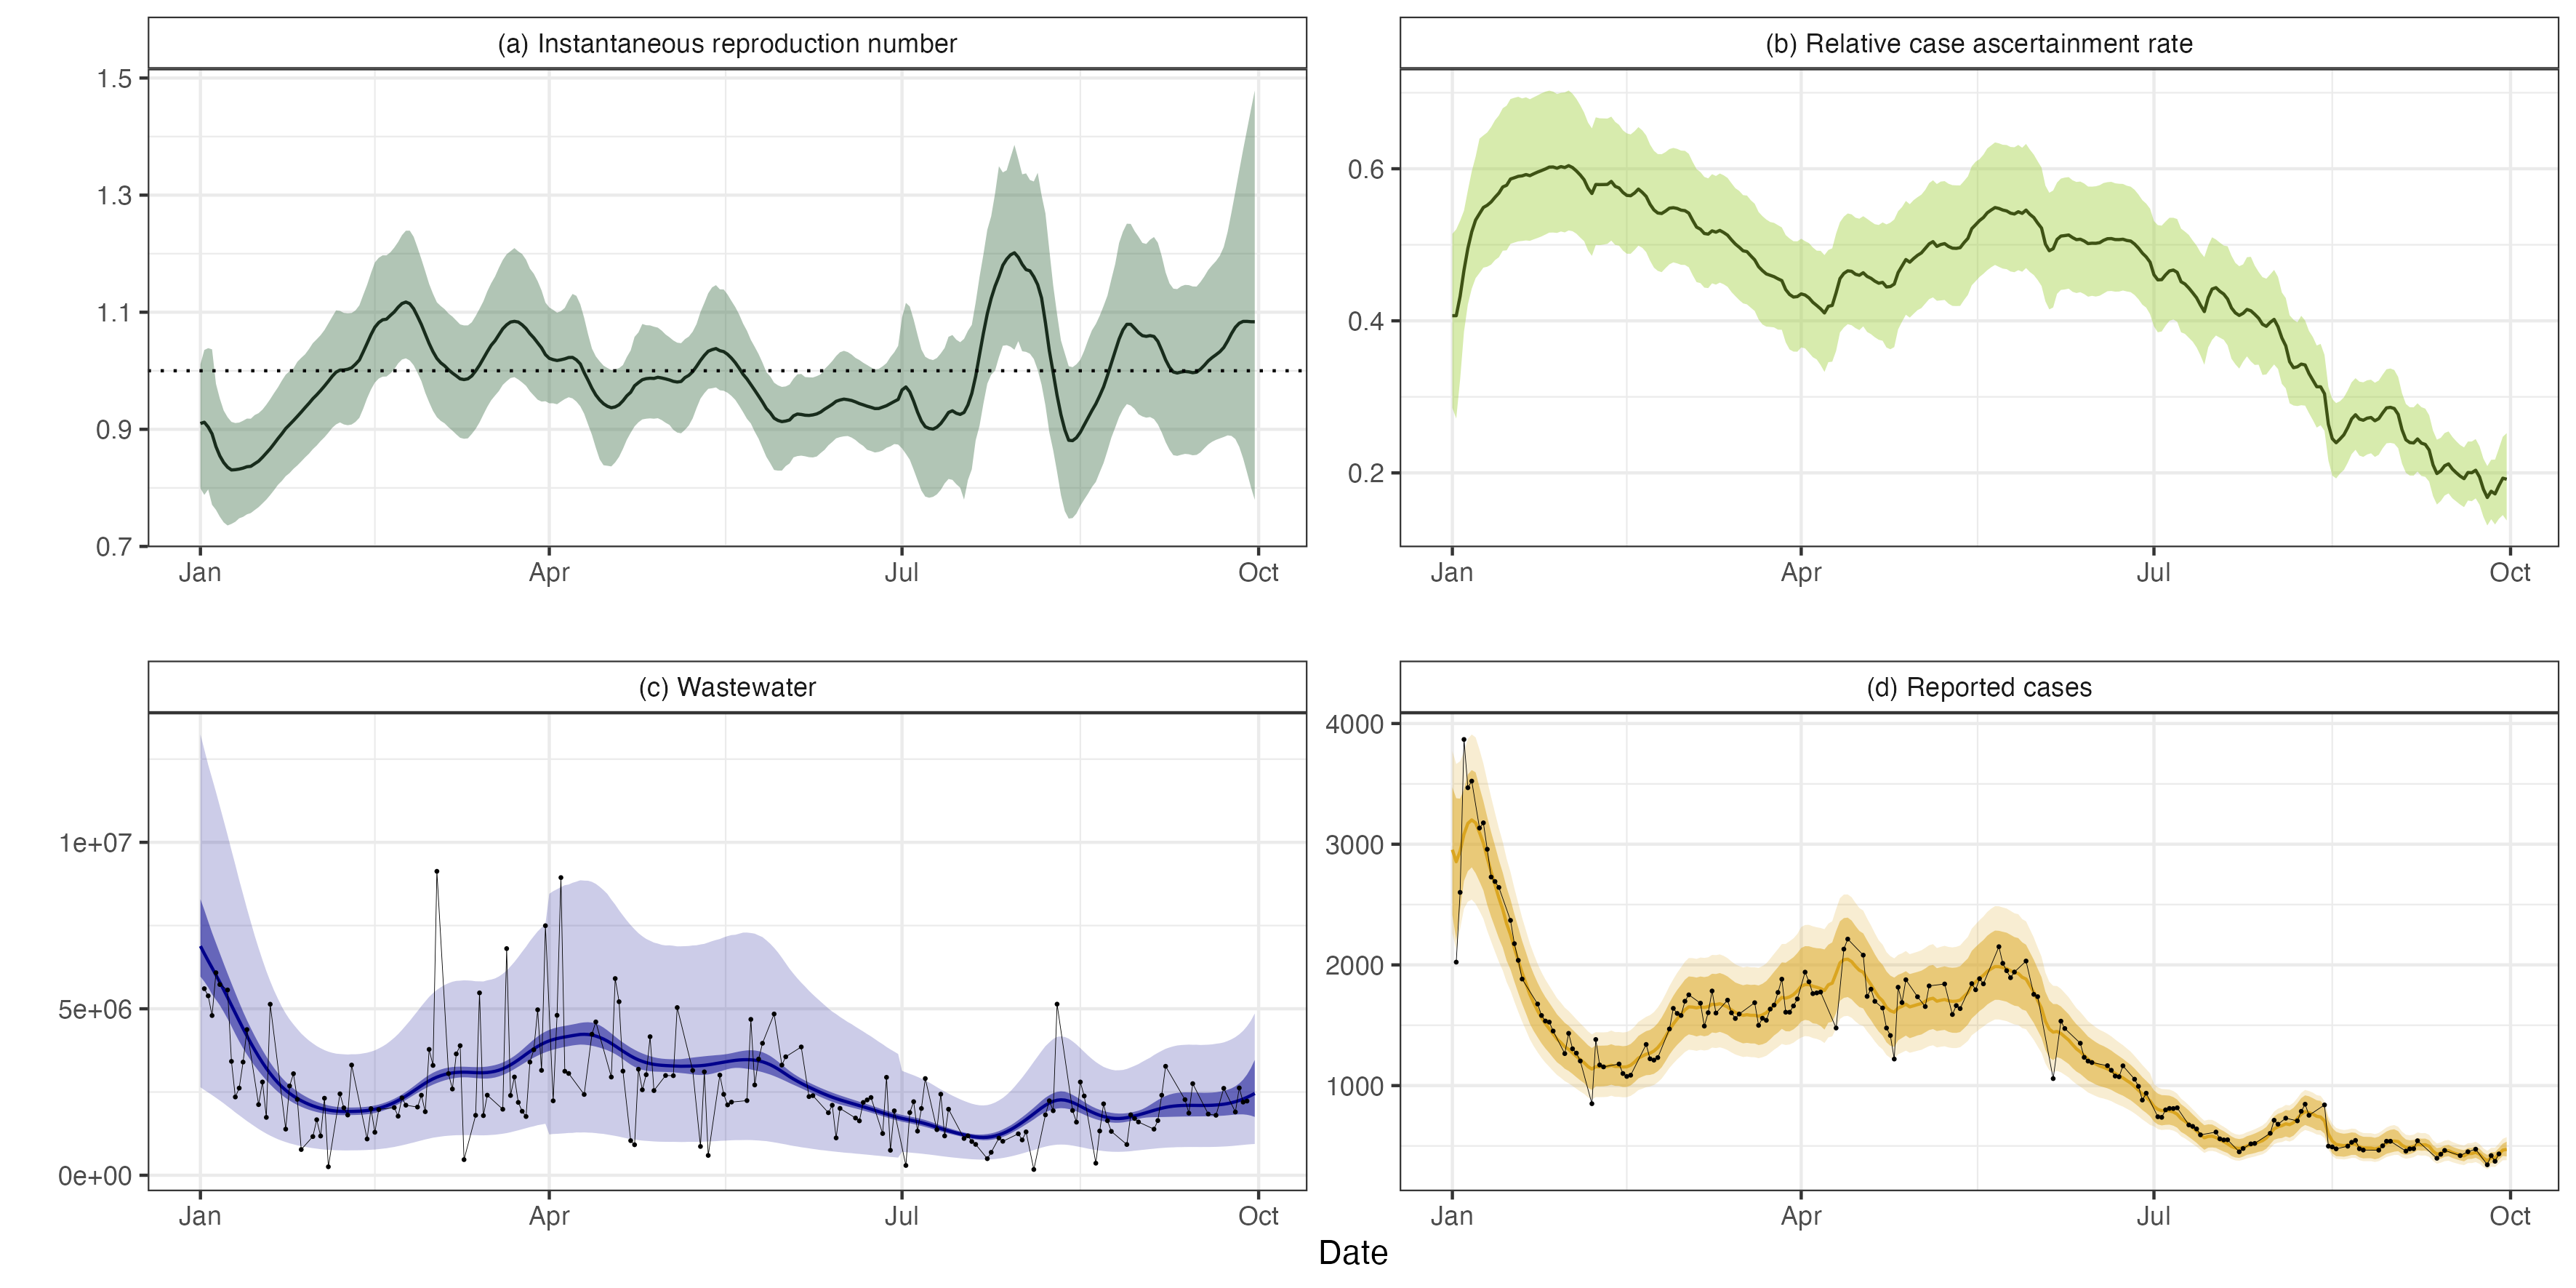 (a) Instantaneous reproduction number
1.5
1.3
1.1
0.9
0.7
Jan Apr Jul Oct
(b) Relative case ascertainment rate
0.6
0.4
0.2
Jan Apr Jul Oct
(c) Wastewater
1e+07
5e+06
0e+00
Jan Apr Jul Oct
(d) Reported cases
4000
3000
2000
1000
Jan Apr Jul Oct
Date